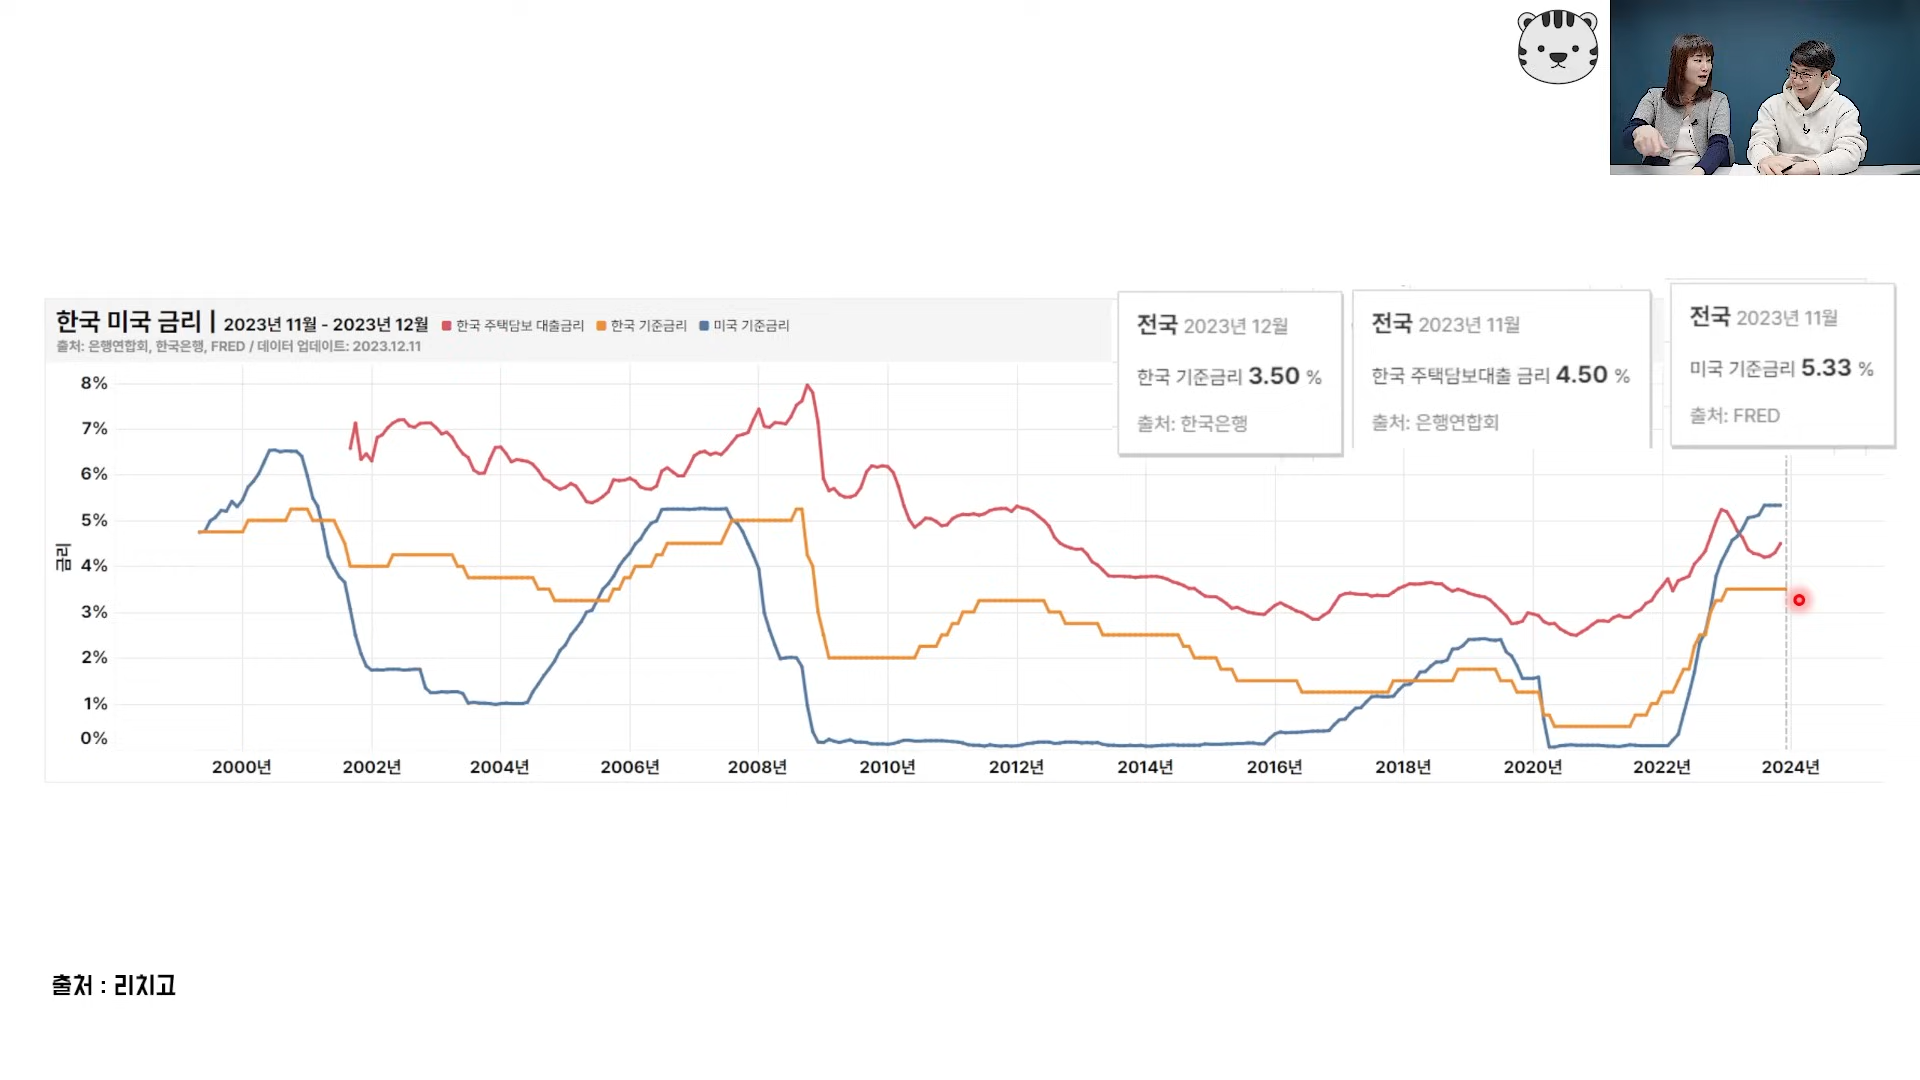 한국 미국 금리 | 2023년 11월 - 2023년 12월 한국 주택담보 대출금리 한국 기준금리 미국 기준금리
출처: 은행연합회, 한국은행, FRED / 데이터 업데이트: 2023.12.11
전국 2023년 12월
한국 기준금리 3.50 %
출처: 한국은행
전국 2023년 11월
한국 주택담보대출 금리 4.50 %
출처: 은행연합회
전국 2023년 11월
미국 기준금리 5.33 %
출처: FRED
금리
8%
7%
6%
5%
4%
3%
2%
1%
0%
2000년 2002년 2004년 2006년 2008년 2010년 2012년 2014년 2016년 2018년 2020년 2022년 2024년
출처 : 리치고